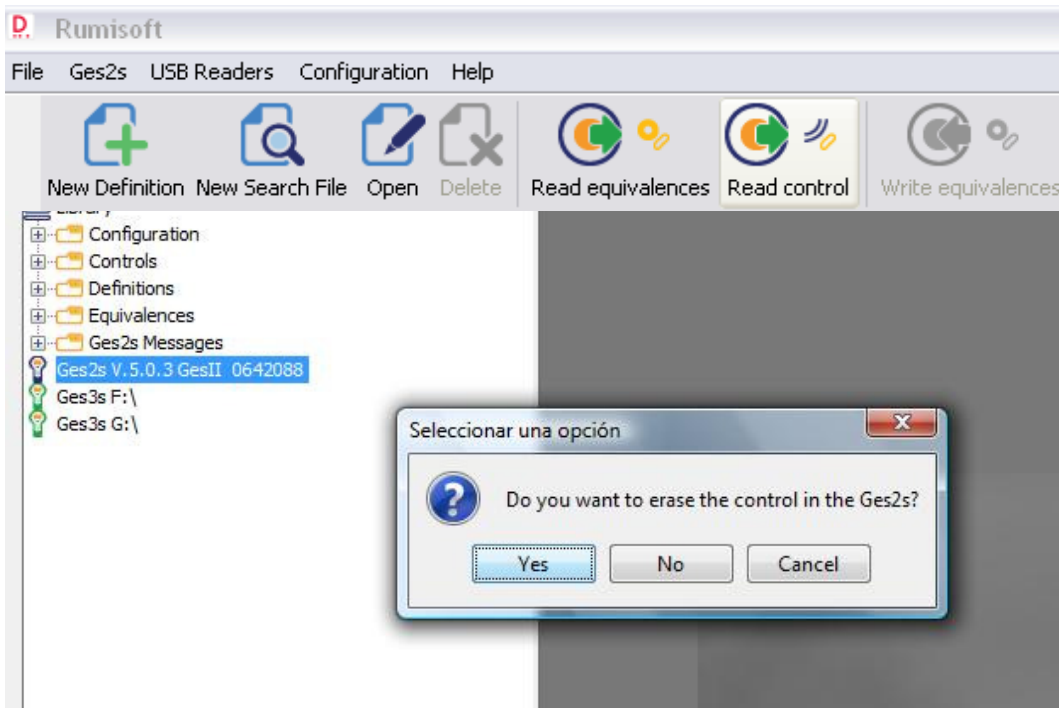 Rumisoft
File Ges2s USB Readers Configuration Help
New Definition New Search File Open Delete Read equivalences Read control Write equivalences
Library
Configuration
Controls
Definitions
Equivalences
Ges2s Messages
Ges2s V.5.0.3 GesII 0642088
Ges3s F:\
Ges3s G:\
Seleccionar una opción
Do you want to erase the control in the Ges2s?
Yes No Cancel